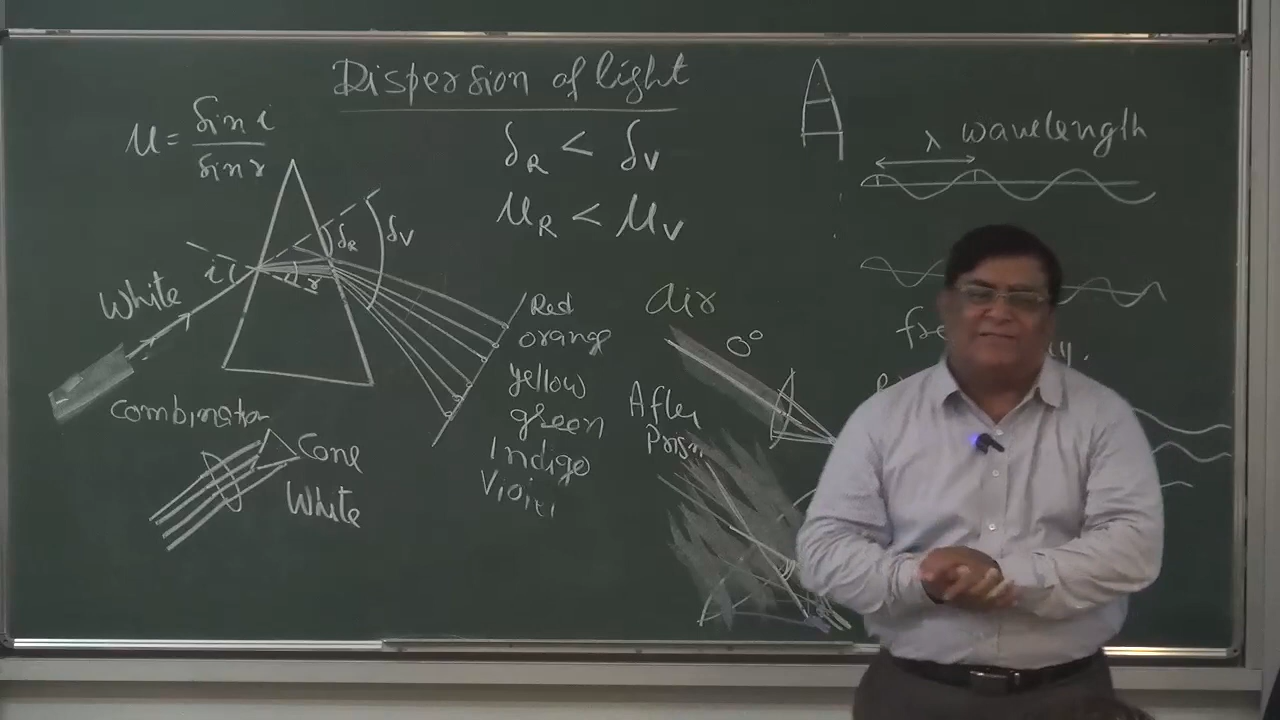 Dispersion of light
μ = sin i / sin r
δR < δV
μR < μV
λ wavelength
δR
δV
i
r
White
Red
orange
yellow
green
Indigo
Violet
Combination
Cone
White
air
0°
After
Prism
A